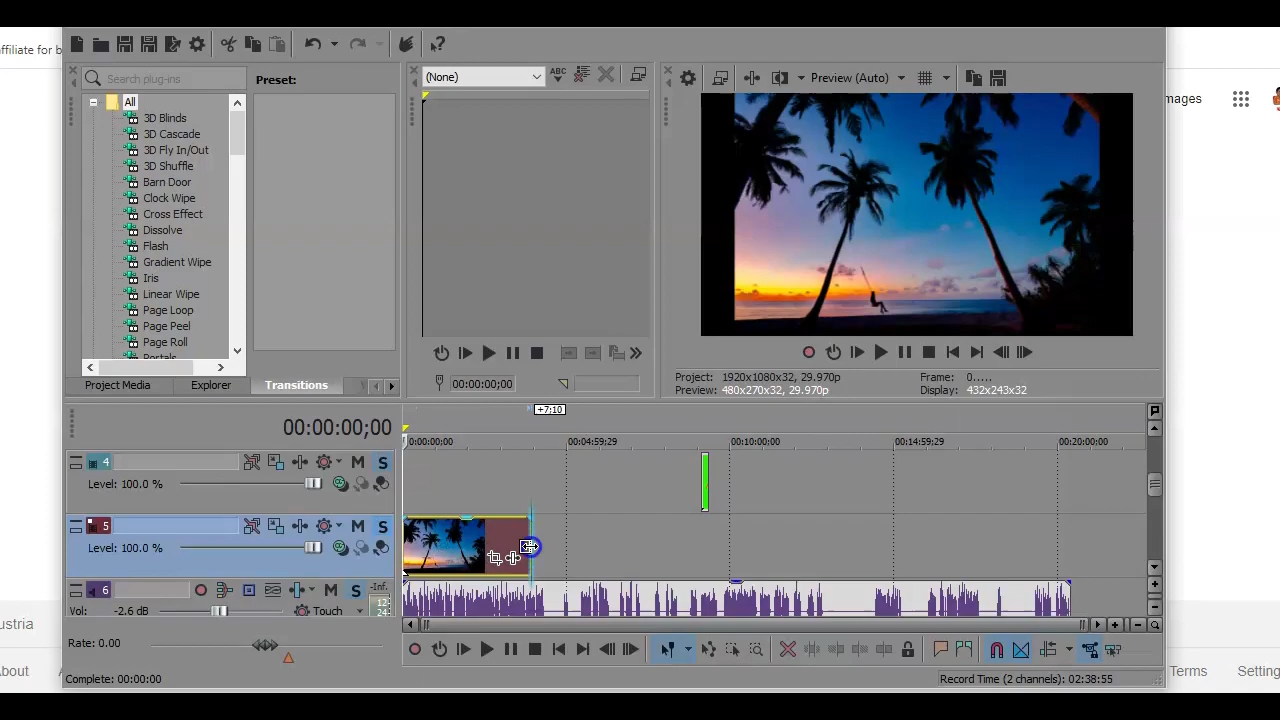 affiliate for b
Search plug-ins
Preset:
(None)
ABC
Preview (Auto)
mages
All
3D Blinds
3D Cascade
3D Fly In/Out
3D Shuffle
Barn Door
Clock Wipe
Cross Effect
Dissolve
Flash
Gradient Wipe
Iris
Linear Wipe
Page Loop
Page Peel
Page Roll
Portals
Project Media
Explorer
Transitions
00:00:00;00
Project: 1920x1080x32, 29.970p
Preview: 480x270x32, 29.970p
Frame: 0.....
Display: 432x243x32
+7;10
00:00:00;00
0:00:00;00
00:04:59;29
00:10:00;00
00:14:59;29
00:20:00;00
4
M
S
Level: 100.0 %
5
M
S
Level: 100.0 %
6
M
S
-Inf.
Vol: -2.6 dB
Touch
12
24
Rate: 0.00
Complete: 00:00:00
Record Time (2 channels): 02:38:55
ustria
bout
Terms
Setting